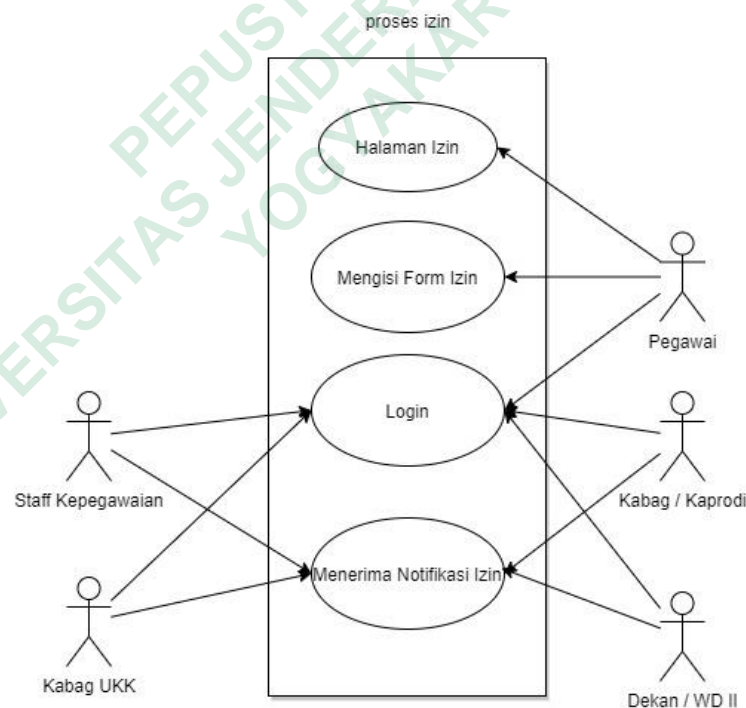 proses izin
Halaman Izin
Mengisi Form Izin
Pegawai
Login
Staff Kepegawaian
Kabag / Kaprodi
Menerima Notifikasi Izin
Kabag UKK
Dekan / WD II